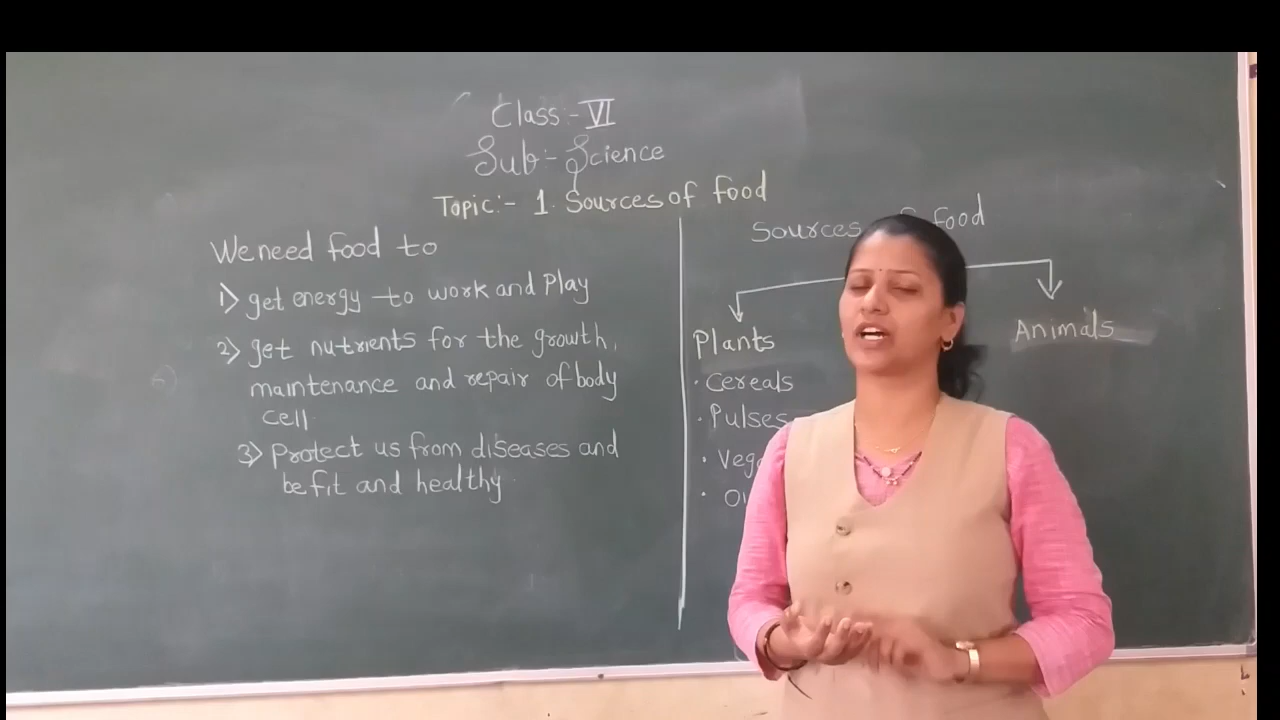 Class:- VI
Sub:- Science
Topic:- 1. Sources of food
We need food to
1) get energy to work and Play
2) get nutrients for the growth,
maintenance and repair of body
cell.
3) Protect us from diseases and
be fit and healthy.
Sources food
Plants
Animals
· Cereals
· Pulses